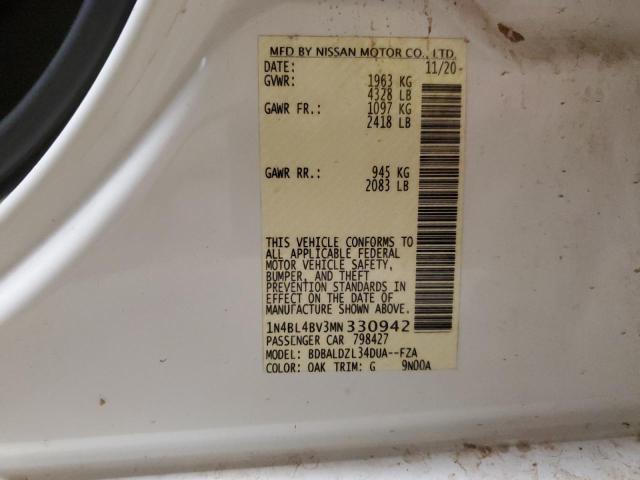 MFD BY NISSAN MOTOR CO., LTD.
DATE: 11/20
GVWR: 1963 KG
4328 LB
GAWR FR.: 1097 KG
2418 LB
GAWR RR.: 945 KG
2083 LB
THIS VEHICLE CONFORMS TO
ALL APPLICABLE FEDERAL
MOTOR VEHICLE SAFETY,
BUMPER, AND THEFT
PREVENTION STANDARDS IN
EFFECT ON THE DATE OF
MANUFACTURE SHOWN ABOVE.
1N4BL4BV3MN330942
PASSENGER CAR 798427
MODEL: BDBALDZL34DUA--FZA
COLOR: OAK TRIM: G 9N00A